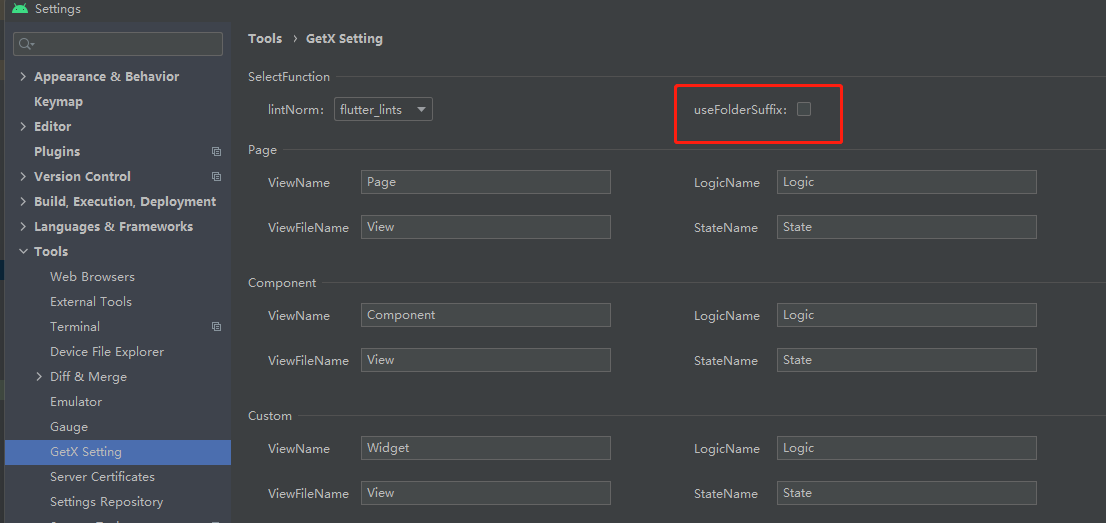 Settings
Tools › GetX Setting
Appearance & Behavior
Keymap
Editor
Plugins
Version Control
Build, Execution, Deployment
Languages & Frameworks
Tools
Web Browsers
External Tools
Terminal
Device File Explorer
Diff & Merge
Emulator
Gauge
GetX Setting
Server Certificates
Settings Repository
SelectFunction
lintNorm: flutter_lints useFolderSuffix:
Page
ViewName Page LogicName Logic
ViewFileName View StateName State
Component
ViewName Component LogicName Logic
ViewFileName View StateName State
Custom
ViewName Widget LogicName Logic
ViewFileName View StateName State